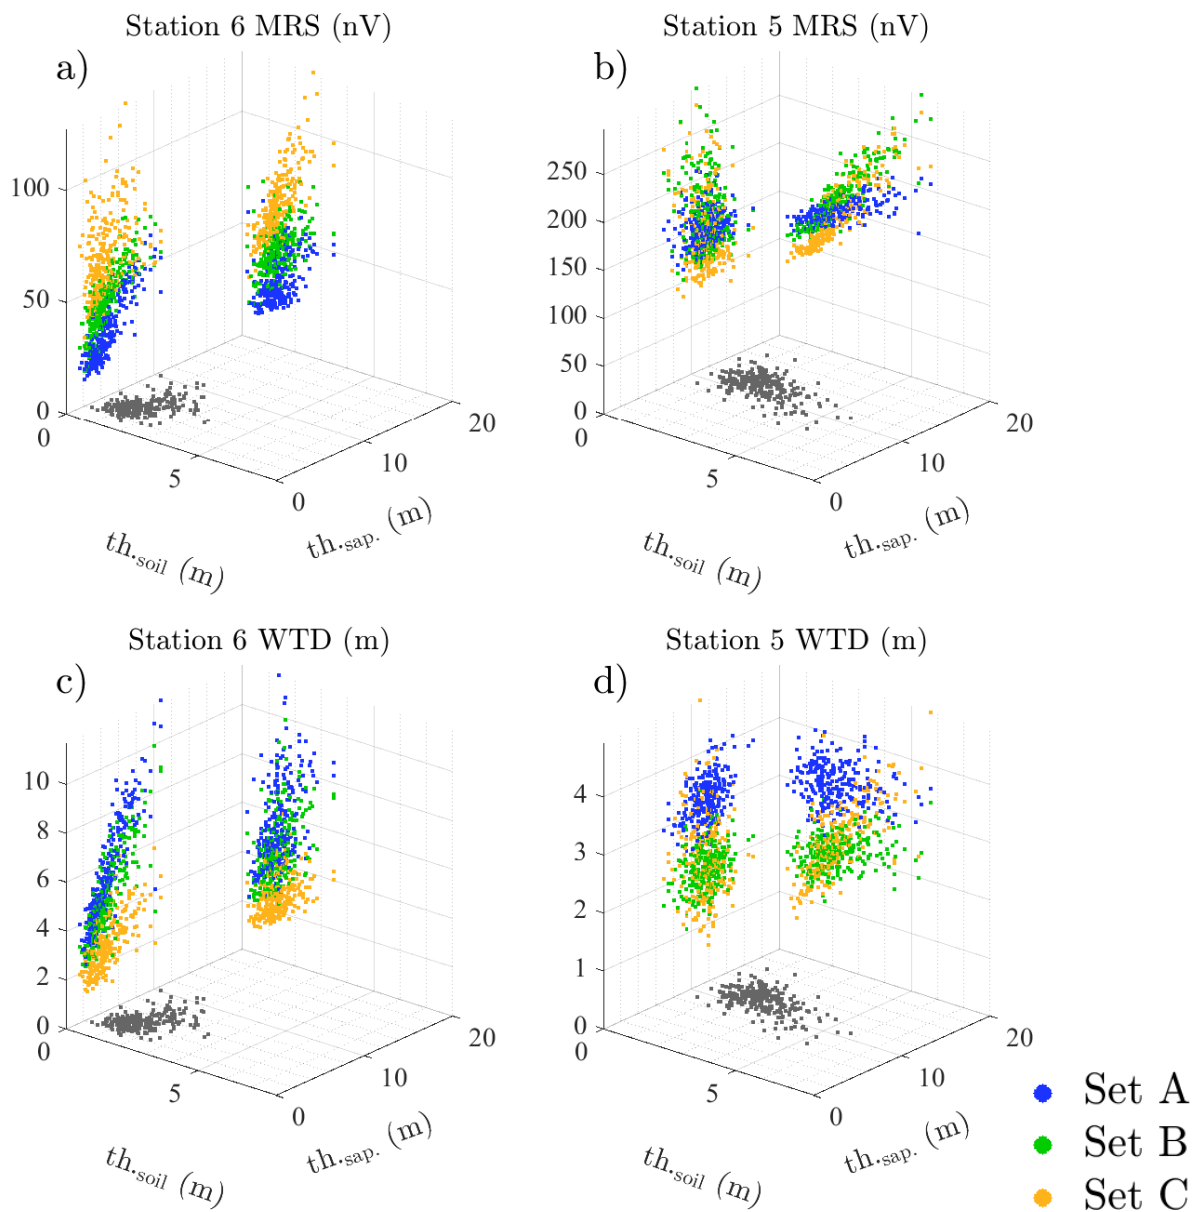 Station 6 MRS (nV)
a)
100
50
0
0
5
0
10
20
th.soil (m)
th.sap. (m)
Station 5 MRS (nV)
b)
250
200
150
100
50
0
0
5
0
10
20
th.soil (m)
th.sap. (m)
Station 6 WTD (m)
c)
10
8
6
4
2
0
0
5
0
10
20
th.soil (m)
th.sap. (m)
Station 5 WTD (m)
d)
4
3
2
1
0
0
5
0
10
20
th.soil (m)
th.sap. (m)
Set A
Set B
Set C